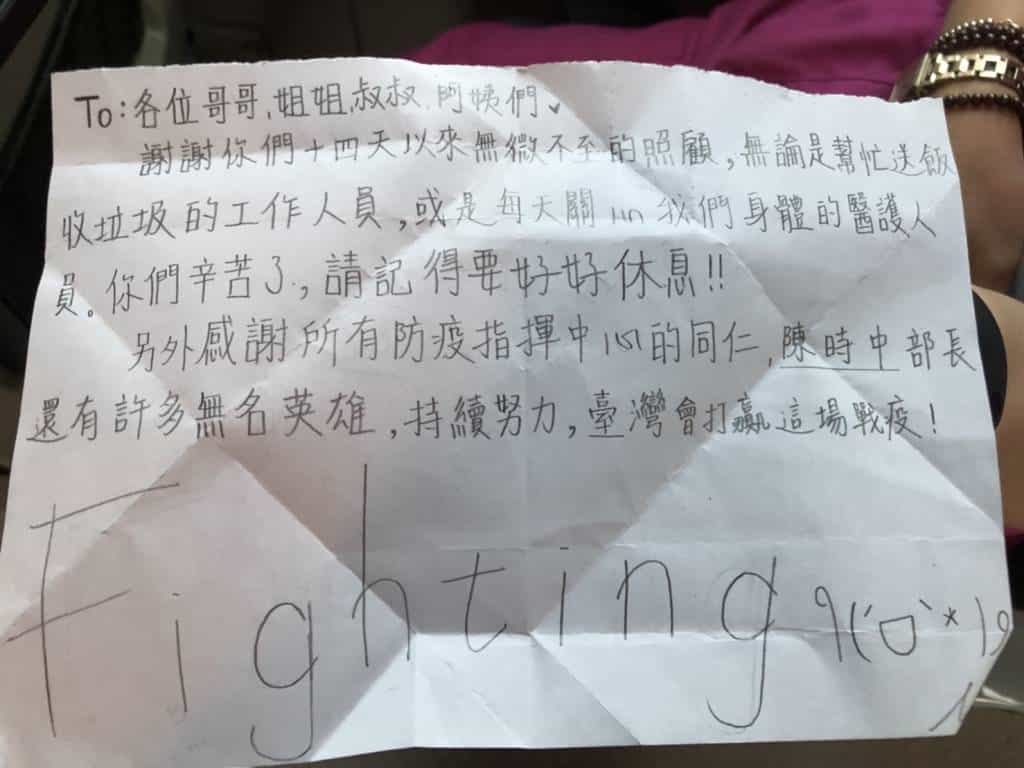 To：各位哥哥、姐姐、叔叔、阿姨們
謝謝你們十四天以來無微不至的照顧，無論是幫忙送飯
收垃圾的工作人員，或是每天關心我們身體的醫護人
員。你們辛苦了，請記得要好好休息!!
另外感謝所有防疫指揮中心的同仁、陳時中部長
還有許多無名英雄，持續努力，臺灣會打贏這場戰疫！
Fighting ٩(ˊㅁˋ*)و